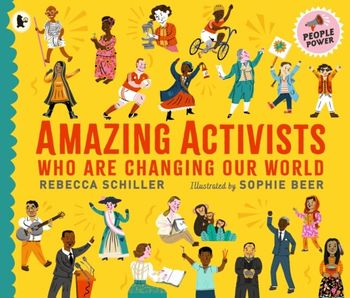 PEOPLE
POWER
AMAZING ACTIVISTS
WHO ARE CHANGING OUR WORLD
REBECCA SCHILLER Illustrated by SOPHIE BEER